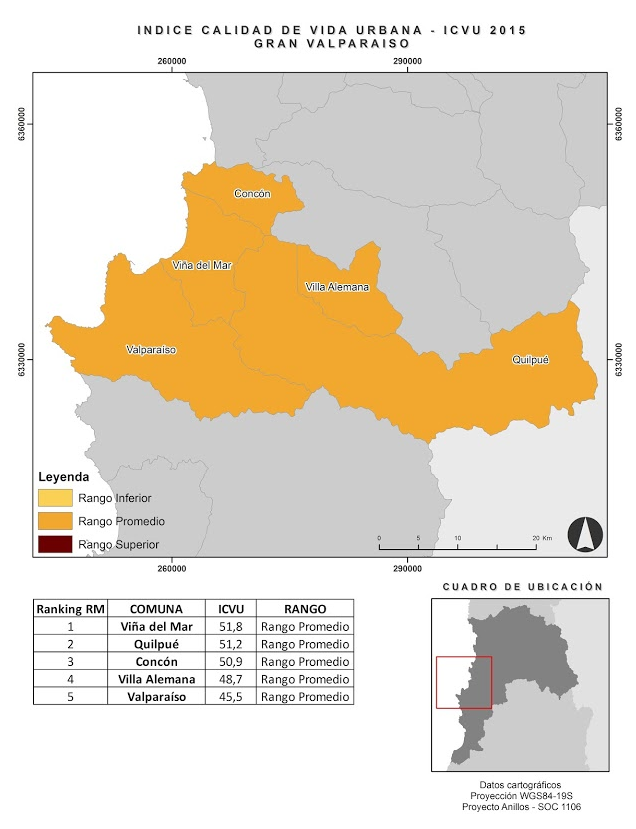 INDICE CALIDAD DE VIDA URBANA - ICVU 2015
GRAN VALPARAISO
260000
290000
6360000
6360000
Concón
Viña del Mar
Villa Alemana
Valparaíso
Quilpué
6330000
6330000
Leyenda
Rango Inferior
Rango Promedio
Rango Superior
0 5 10 20 Km
260000
290000
Ranking RM COMUNA ICVU RANGO
1 Viña del Mar 51,8 Rango Promedio
2 Quilpué 51,2 Rango Promedio
3 Concón 50,9 Rango Promedio
4 Villa Alemana 48,7 Rango Promedio
5 Valparaíso 45,5 Rango Promedio
CUADRO DE UBICACIÓN
Datos cartográficos
Proyección WGS84-19S
Proyecto Anillos - SOC 1106